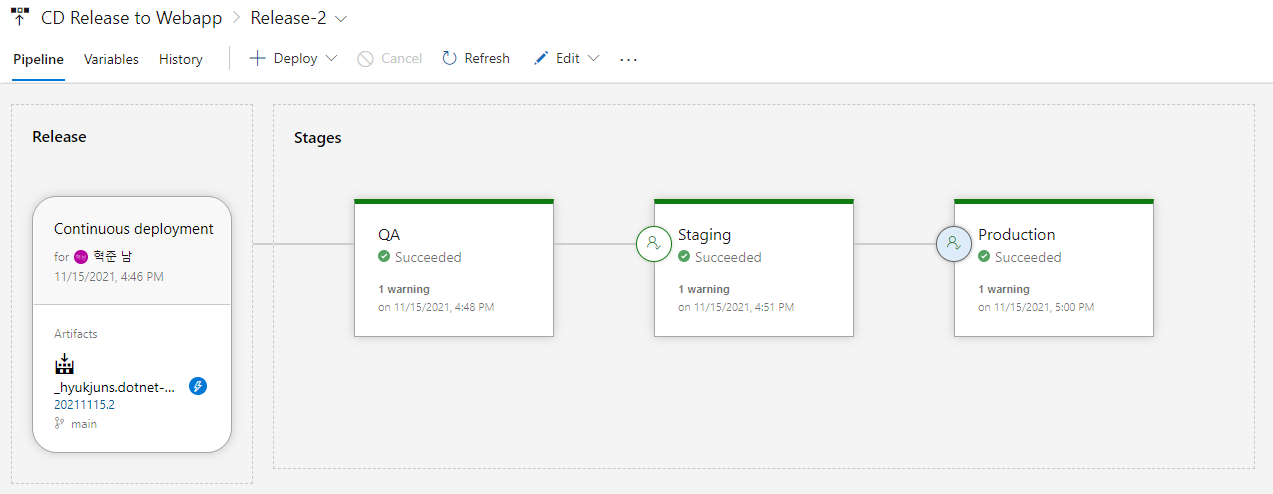 CD Release to Webapp > Release-2
Pipeline Variables History Deploy Cancel Refresh Edit ...
Release
Continuous deployment
for 혁준 남
11/15/2021, 4:46 PM
Artifacts
_hyukjuns.dotnet-...
20211115.2
main
Stages
QA
Succeeded
1 warning
on 11/15/2021, 4:48 PM
Staging
Succeeded
1 warning
on 11/15/2021, 4:51 PM
Production
Succeeded
1 warning
on 11/15/2021, 5:00 PM